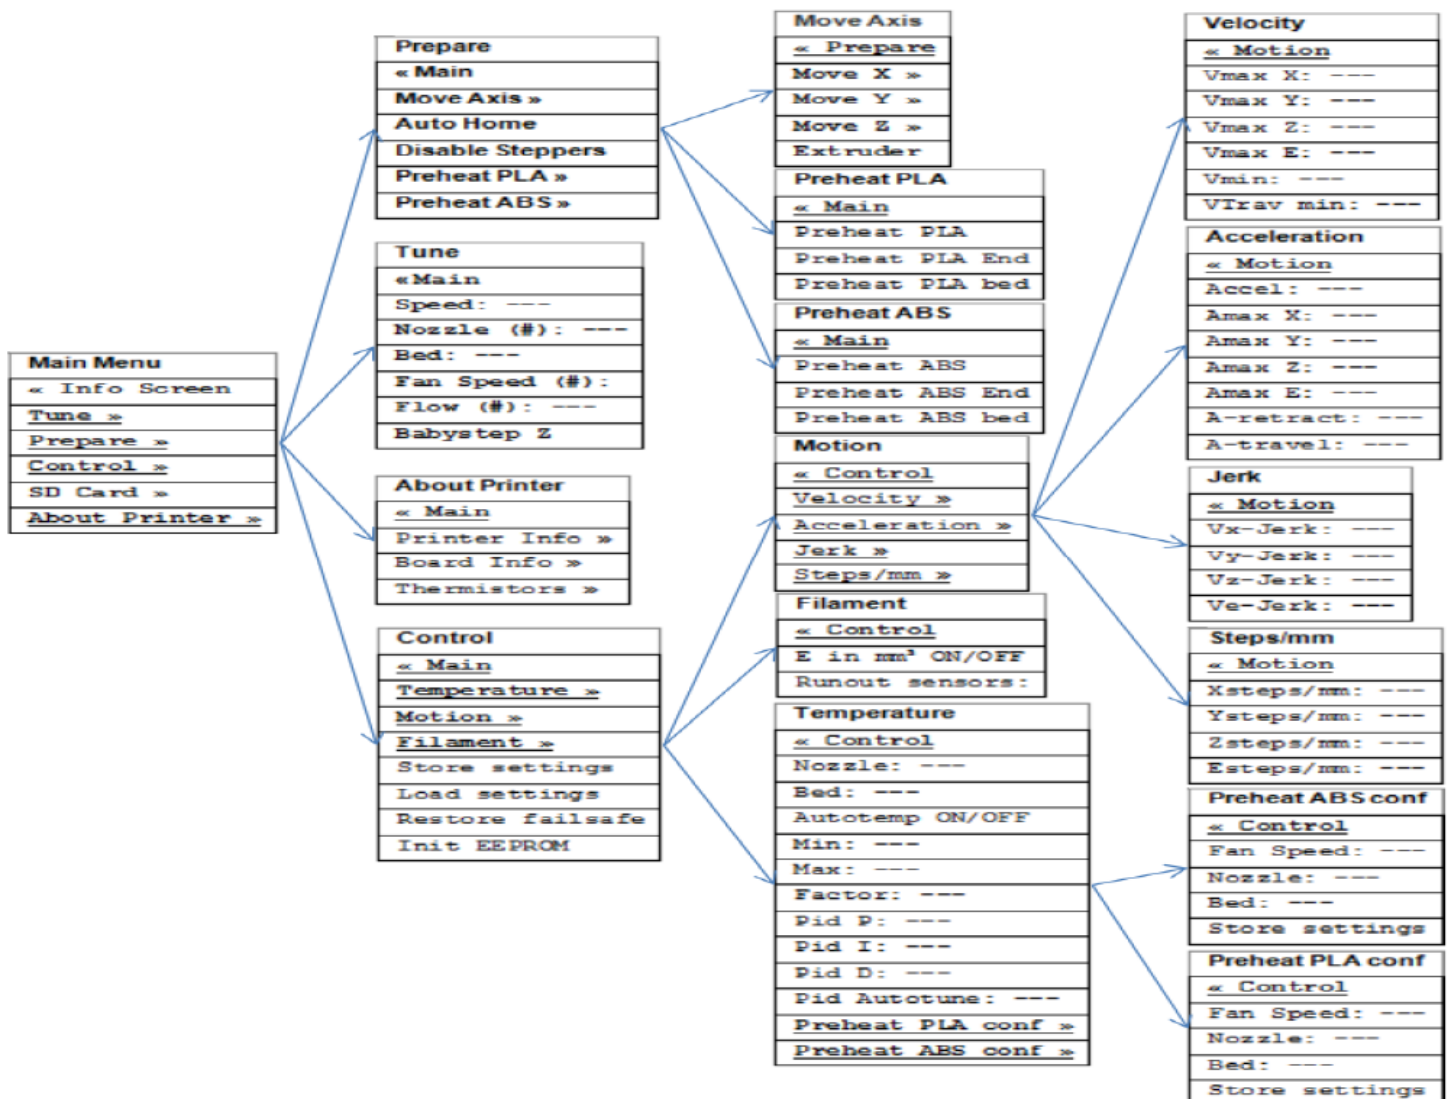 Main Menu
« Info Screen
Tune »
Prepare »
Control »
SD Card »
About Printer »
Prepare
« Main
Move Axis »
Auto Home
Disable Steppers
Preheat PLA »
Preheat ABS »
Tune
«Main
Speed: ---
Nozzle (#): ---
Bed: ---
Fan Speed (#):
Flow (#): ---
Babystep Z
About Printer
« Main
Printer Info »
Board Info »
Thermistors »
Control
« Main
Temperature »
Motion »
Filament »
Store settings
Load settings
Restore failsafe
Init EEPROM
Move Axis
« Prepare
Move X »
Move Y »
Move Z »
Extruder
Preheat PLA
« Main
Preheat PLA
Preheat PLA End
Preheat PLA bed
Preheat ABS
« Main
Preheat ABS
Preheat ABS End
Preheat ABS bed
Motion
« Control
Velocity »
Acceleration »
Jerk »
Steps/mm »
Filament
« Control
E in mm³ ON/OFF
Runout sensors:
Temperature
« Control
Nozzle: ---
Bed: ---
Autotemp ON/OFF
Min: ---
Max: ---
Factor: ---
Pid P: ---
Pid I: ---
Pid D: ---
Pid Autotune: ---
Preheat PLA conf »
Preheat ABS conf »
Velocity
« Motion
Vmax X: ---
Vmax Y: ---
Vmax Z: ---
Vmax E: ---
Vmin: ---
VTrav min: ---
Acceleration
« Motion
Accel: ---
Amax X: ---
Amax Y: ---
Amax Z: ---
Amax E: ---
A-retract: ---
A-travel: ---
Jerk
« Motion
Vx-Jerk: ---
Vy-Jerk: ---
Vz-Jerk: ---
Ve-Jerk: ---
Steps/mm
« Motion
Xsteps/mm: ---
Ysteps/mm: ---
Zsteps/mm: ---
Esteps/mm: ---
Preheat ABS conf
« Control
Fan Speed: ---
Nozzle: ---
Bed: ---
Store settings
Preheat PLA conf
« Control
Fan Speed: ---
Nozzle: ---
Bed: ---
Store settings